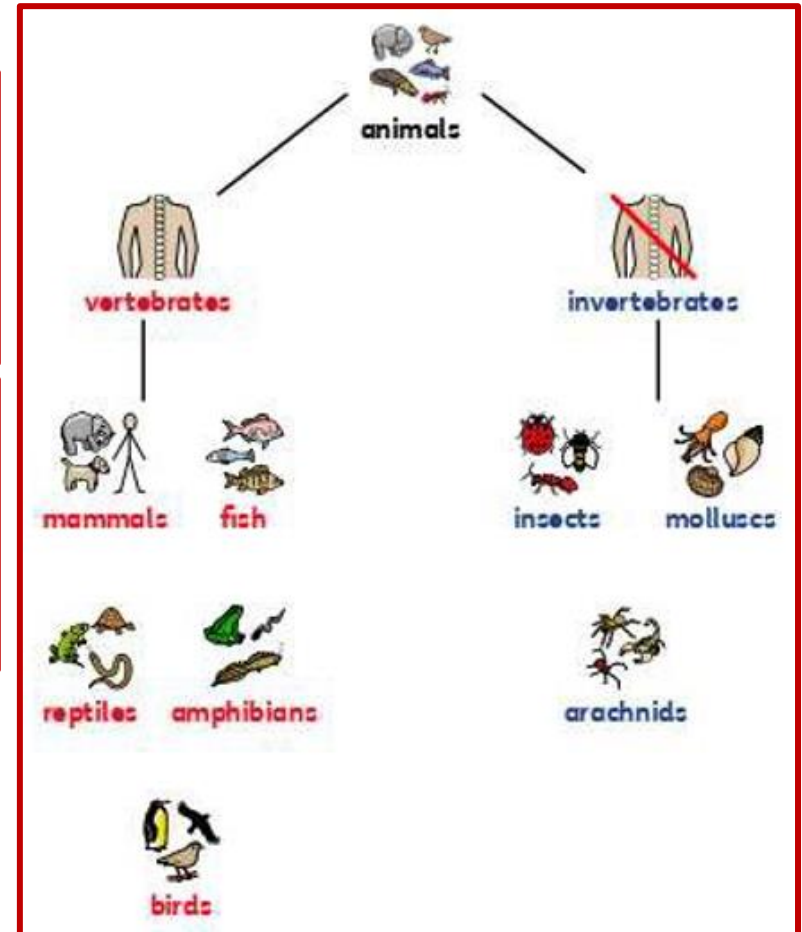 animals
vertebrates
invertebrates
mammals
fish
insects
molluscs
reptiles
amphibians
arachnids
birds